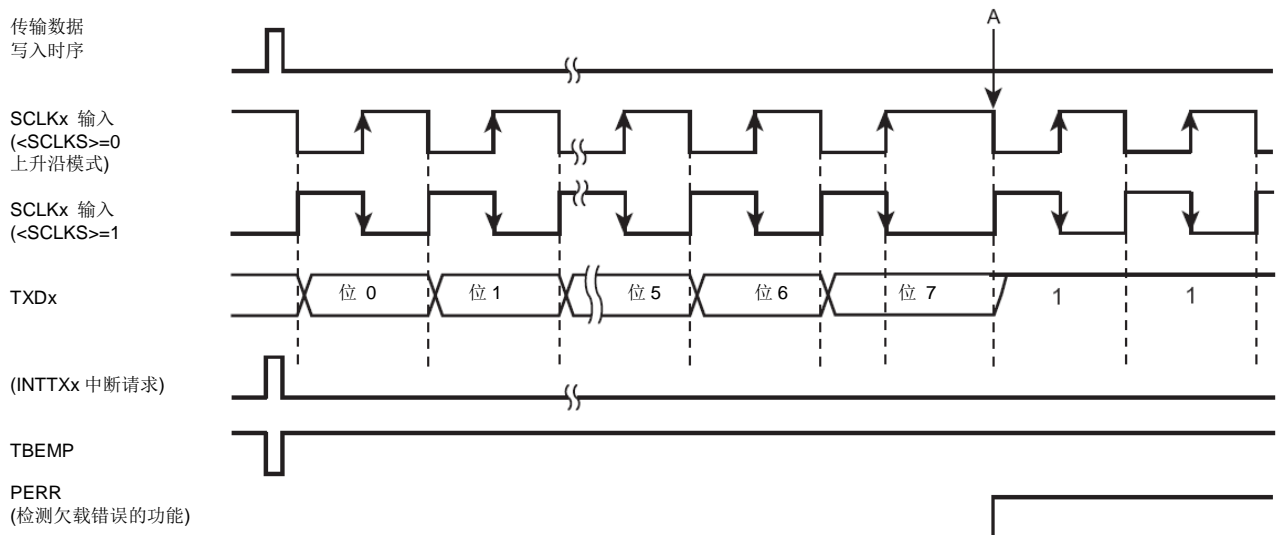 传输数据
写入时序
A
SCLKx 输入
(<SCLKS>=0
上升沿模式)
SCLKx 输入
(<SCLKS>=1
TXDx
位 0
位 1
位 5
位 6
位 7
1
1
(INTTXx 中断请求)
TBEMP
PERR
(检测欠载错误的功能)